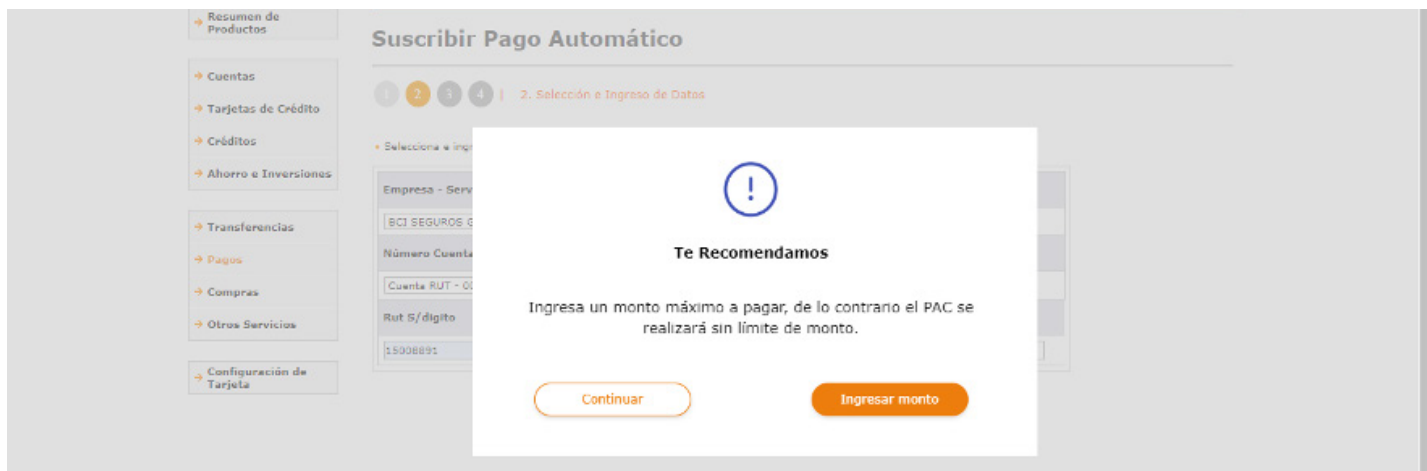 Resumen de
Productos
Suscribir Pago Automático
Cuentas
Tarjetas de Crédito
Créditos
Ahorro e Inversiones
Transferencias
Pagos
Compras
Otros Servicios
Configuración de
Tarjeta
1 2 3 4 | 2. Selección e Ingreso de Datos
Selecciona e ingr
Empresa - Serv
BCI SEGUROS G
Número Cuenta
Cuenta RUT - 00
Rut S/digito
15008891
!
Te Recomendamos
Ingresa un monto máximo a pagar, de lo contrario el PAC se
realizará sin límite de monto.
Continuar
Ingresar monto